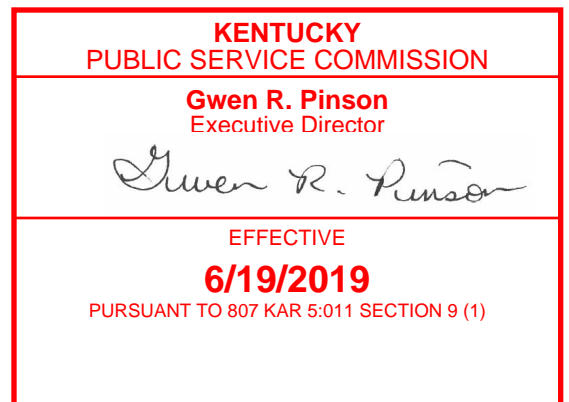 KENTUCKY
PUBLIC SERVICE COMMISSION
Gwen R. Pinson
Executive Director
Gwen R. Pinson
EFFECTIVE
6/19/2019
PURSUANT TO 807 KAR 5:011 SECTION 9 (1)